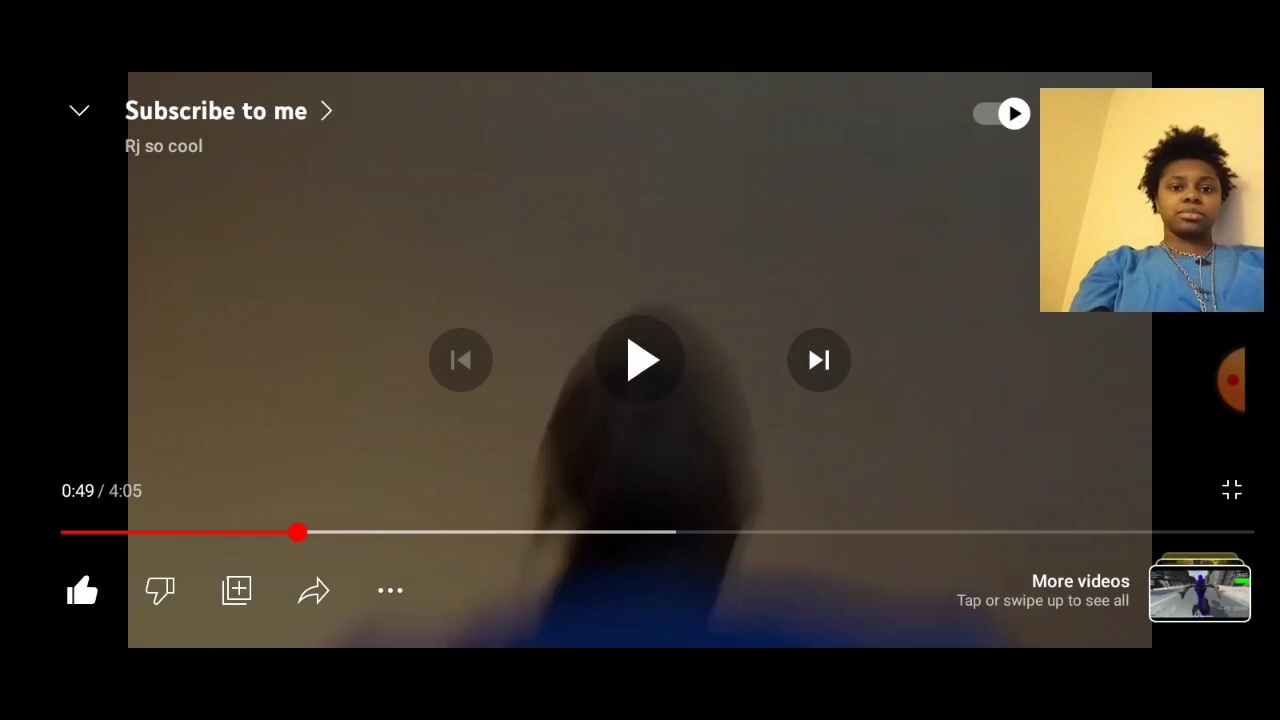 Subscribe to me
Rj so cool
0:49 / 4:05
More videos
Tap or swipe up to see all